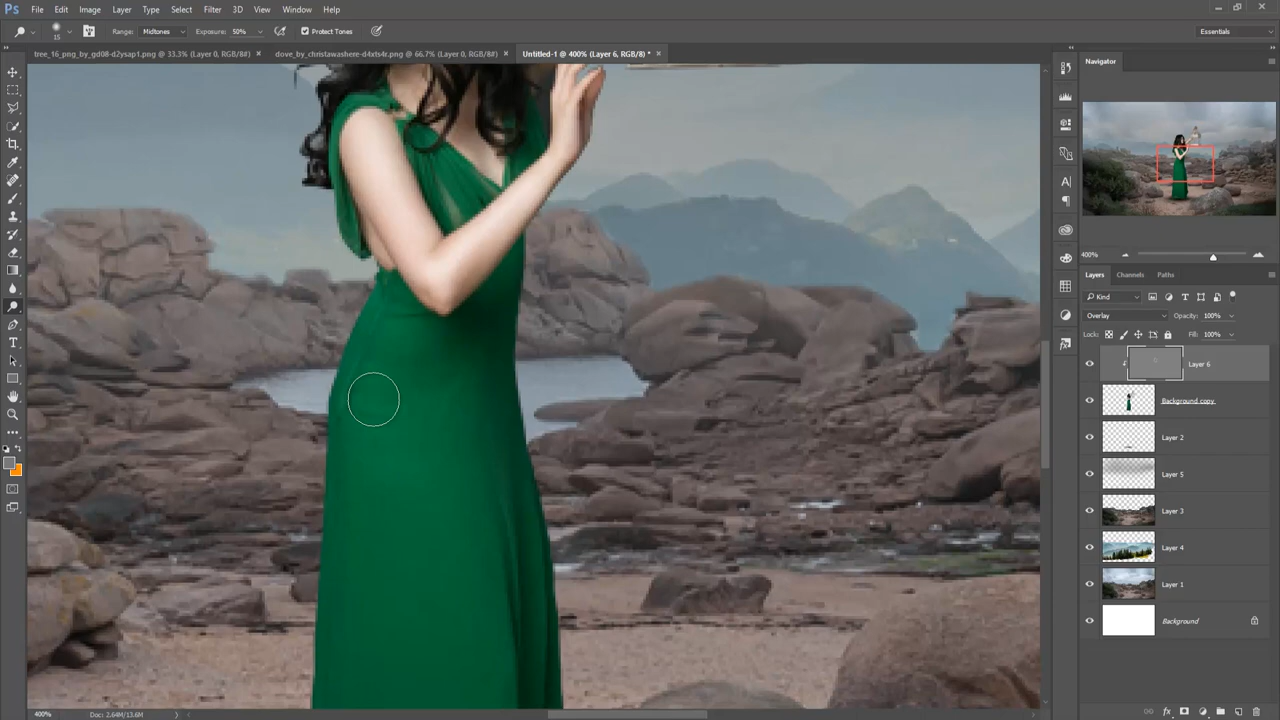 Ps File Edit Image Layer Type Select Filter 3D View Window Help
15 Range: Midtones Exposure: 50% Protect Tones Essentials
tree_16_png_by_gd08-d2ysap1.png @ 33.3% (Layer 0, RGB/8#) × dove_by_christawashere-d4xts4r.png @ 66.7% (Layer 0, RGB/8#) × Untitled-1 @ 400% (Layer 6, RGB/8#) * ×
Navigator
400%
Layers Channels Paths
Kind
Overlay Opacity: 100%
Lock: Fill: 100%
Layer 6
Background copy
Layer 2
Layer 5
Layer 3
Layer 4
Layer 1
Background
400% Doc: 2.64M/13.6M